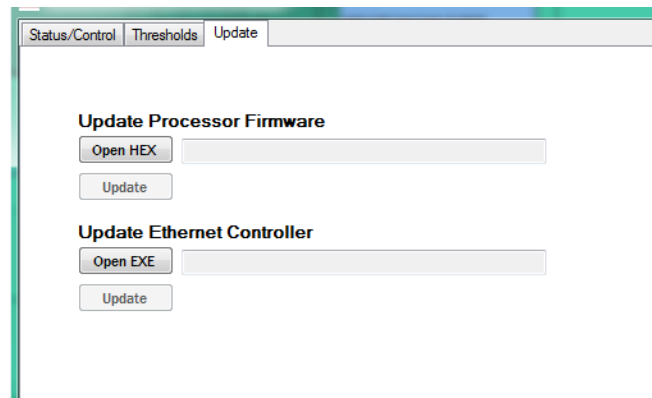 Status/Control Thresholds Update
Update Processor Firmware
Open HEX
Update
Update Ethernet Controller
Open EXE
Update